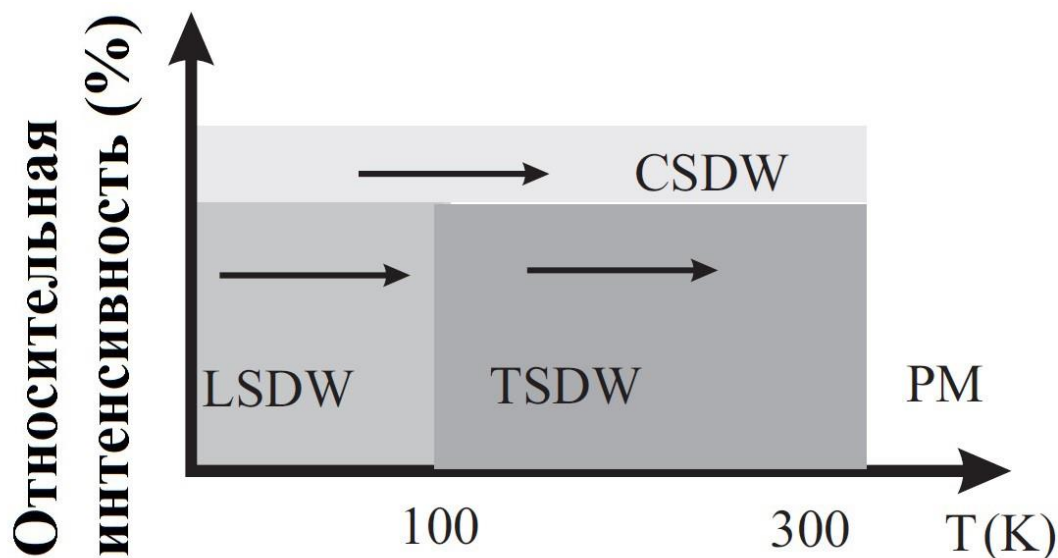 Относительная
интенсивность (%)
CSDW
LSDW
TSDW
PM
100
300
T (K)